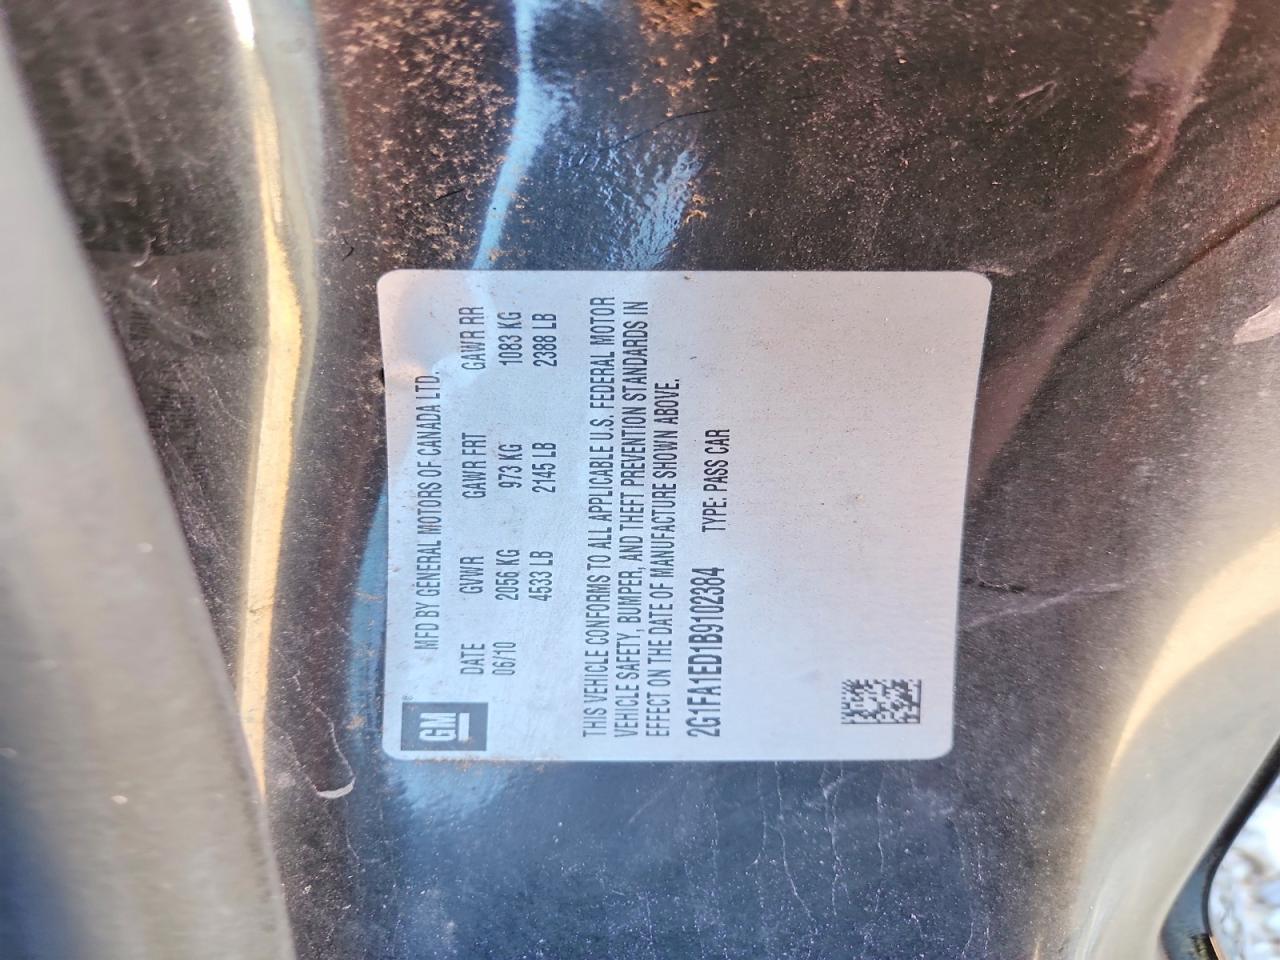 GM®
MFD BY GENERAL MOTORS OF CANADA LTD.
DATE GVWR GAWR FRT GAWR RR
06/10 2056 KG 973 KG 1083 KG
4533 LB 2145 LB 2388 LB
THIS VEHICLE CONFORMS TO ALL APPLICABLE U.S. FEDERAL MOTOR
VEHICLE SAFETY, BUMPER, AND THEFT PREVENTION STANDARDS IN
EFFECT ON THE DATE OF MANUFACTURE SHOWN ABOVE.
2G1FA1ED1B9102384 TYPE: PASS CAR